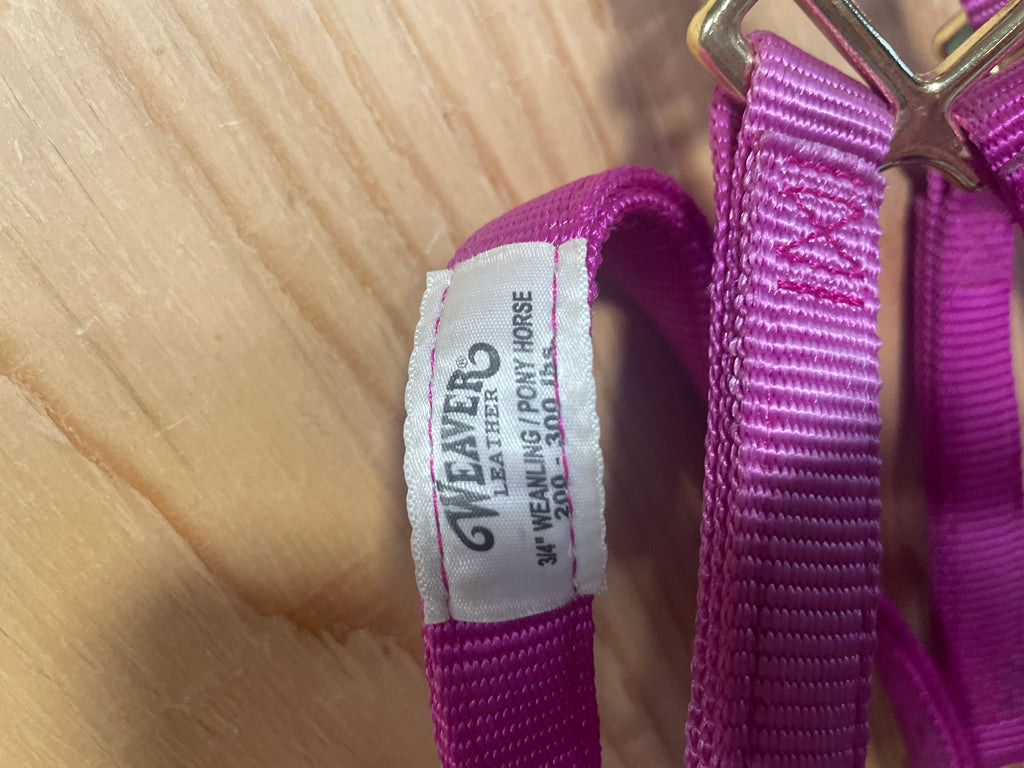 WEAVER®
LEATHER
3/4" WEANLING / PONY HORSE
200 - 300 lbs.